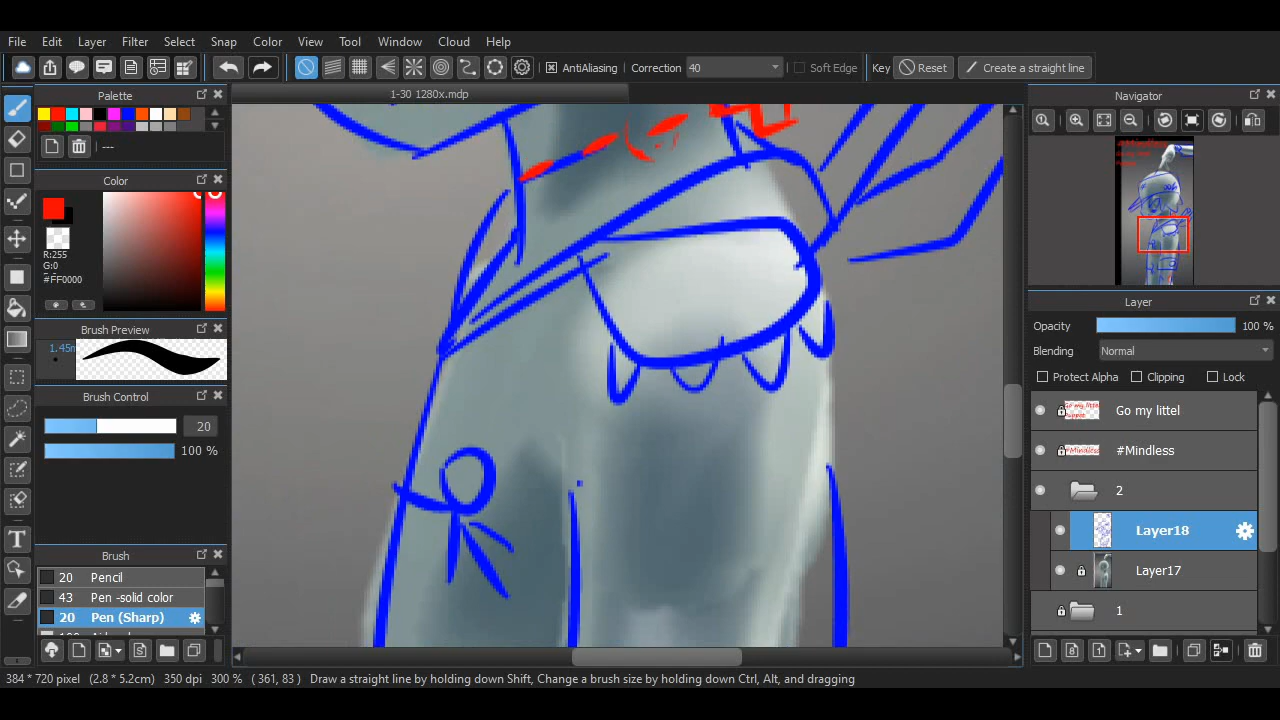 File Edit Layer Filter Select Snap Color View Tool Window Cloud Help
AntiAliasing Correction 40 Soft Edge Key Reset Create a straight line
Palette
1-30 1280x.mdp
Navigator
---
Color
#Mindless
R:255
G:0
#FF0000
Layer
Opacity 100 %
Brush Preview
Blending Normal
Protect Alpha Clipping Lock
Brush Control
Go my littel
20
#Mindless
100 %
2
Layer18
Brush
Layer17
20 Pencil
43 Pen -solid color
20 Pen (Sharp)
1
384 * 720 pixel (2.8 * 5.2cm) 350 dpi 300 % ( 361, 83 ) Draw a straight line by holding down Shift, Change a brush size by holding down Ctrl, Alt, and dragging